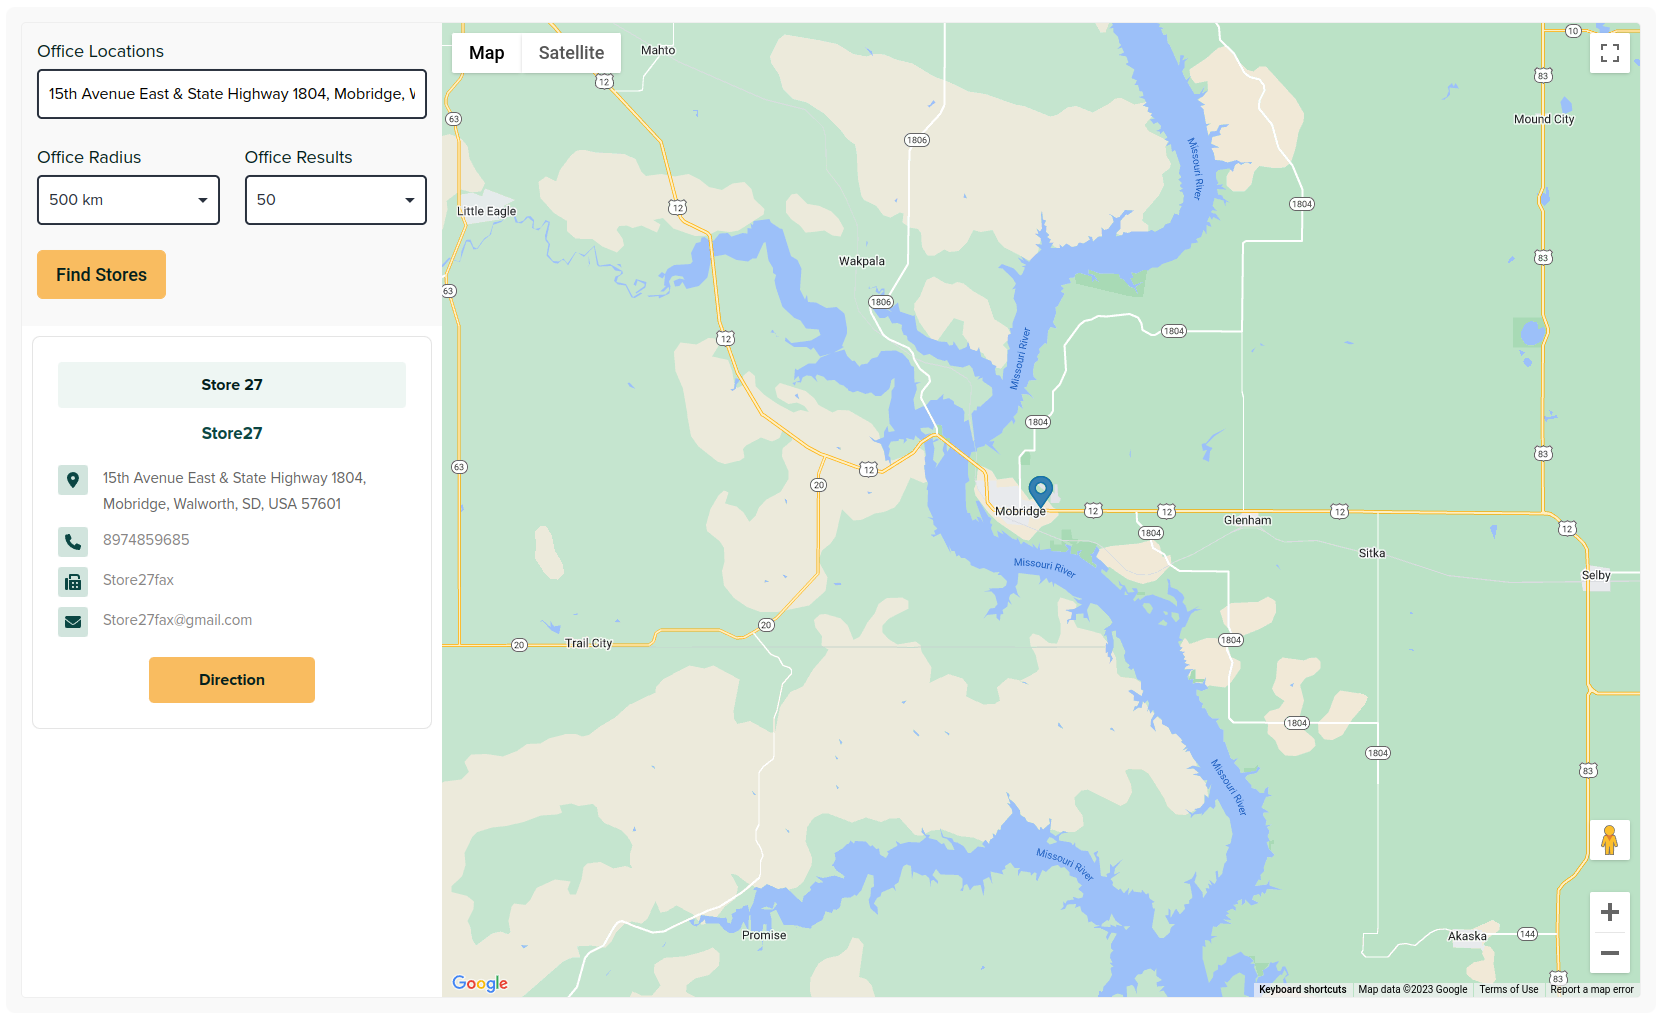 Office Locations
15th Avenue East & State Highway 1804, Mobridge, W
Office Radius
Office Results
500 km
50
Find Stores
Store 27
Store27
15th Avenue East & State Highway 1804,
Mobridge, Walworth, SD, USA 57601
8974859685
Store27fax
Store27fax@gmail.com
Direction
Map
Satellite
Mahto
10
12
83
63
Mound City
1806
Missouri River
12
1804
Little Eagle
Wakpala
83
63
1806
1804
12
Missouri River
1804
83
63
12
20
Mobridge
12
12
12
Glenham
12
1804
Sitka
Missouri River
Selby
20
1804
20
Trail City
1804
1804
83
Missouri River
Missouri River
Promise
Akaska
144
83
Google
Keyboard shortcuts
Map data ©2023 Google
Terms of Use
Report a map error